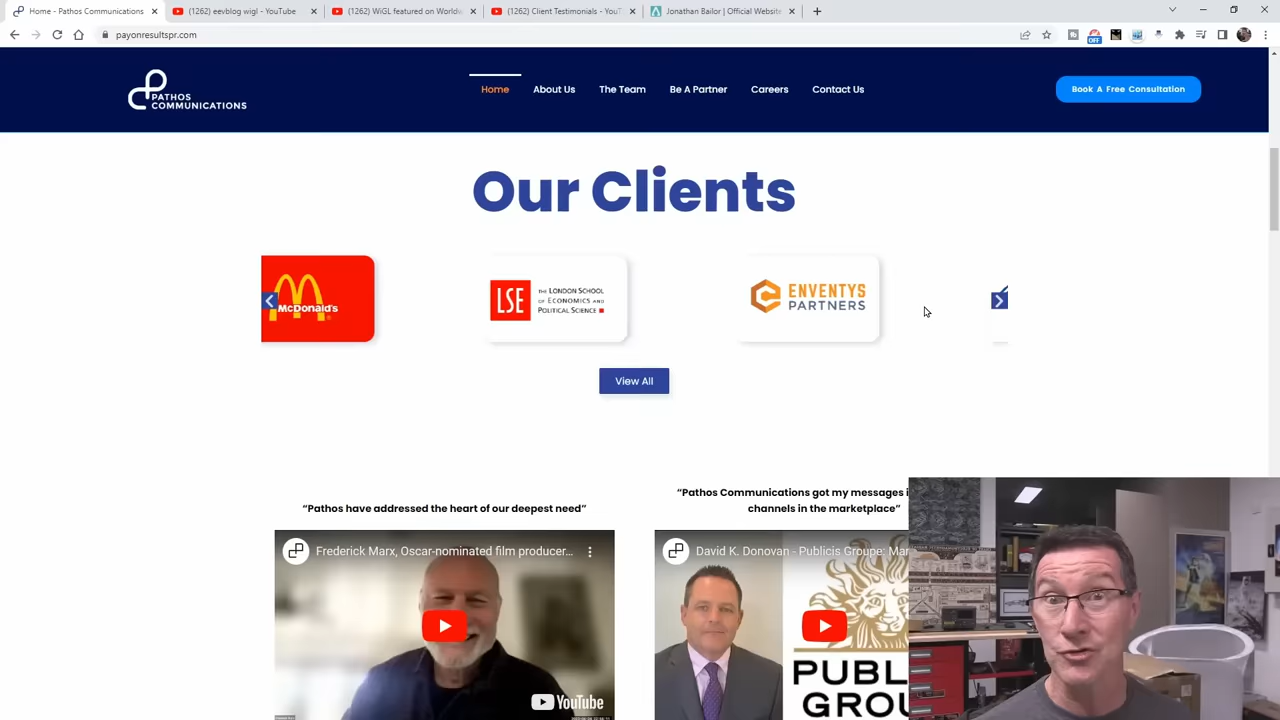 Home - Pathos Communications
(1262) eevblog wigl - YouTube
(1262) WiGL featured on Worldw
(1262) Client Testimonials - YouT
Jonathan Bailor | Official Website
payonresultspr.com
OFF
PATHOS
COMMUNICATIONS
Home
About Us
The Team
Be A Partner
Careers
Contact Us
Book A Free Consultation
Our Clients
McDonald's
LSE
THE LONDON SCHOOL
OF ECONOMICS AND
POLITICAL SCIENCE
ENVENTYS
PARTNERS
View All
“Pathos have addressed the heart of our deepest need”
“Pathos Communications got my messages i
channels in the marketplace”
Frederick Marx, Oscar-nominated film producer...
YouTube
David K. Donovan - Publicis Groupe: Mar
PUBLI
GROU